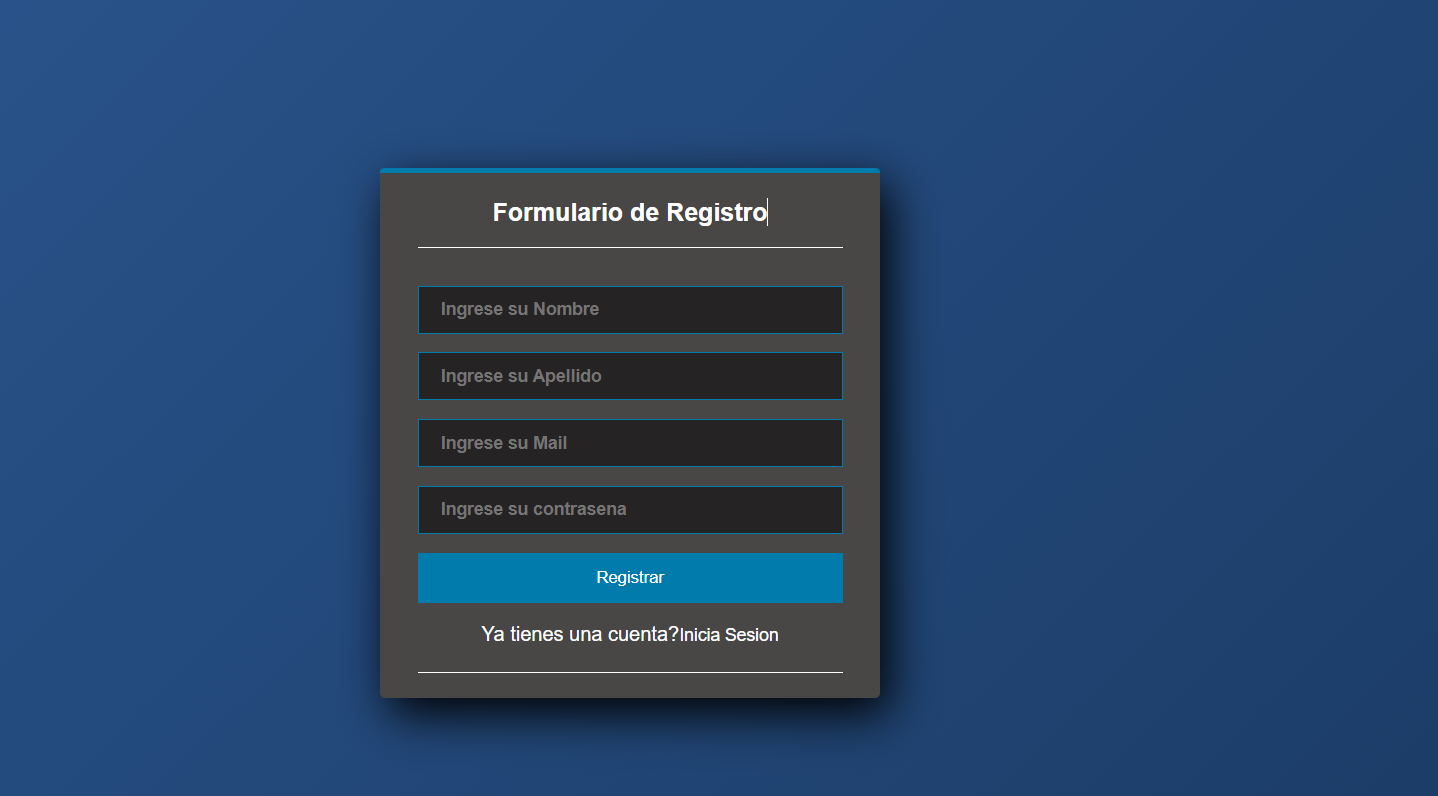 Formulario de Registro
Ingrese su Nombre
Ingrese su Apellido
Ingrese su Mail
Ingrese su contrasena
Registrar
Ya tienes una cuenta?Inicia Sesion